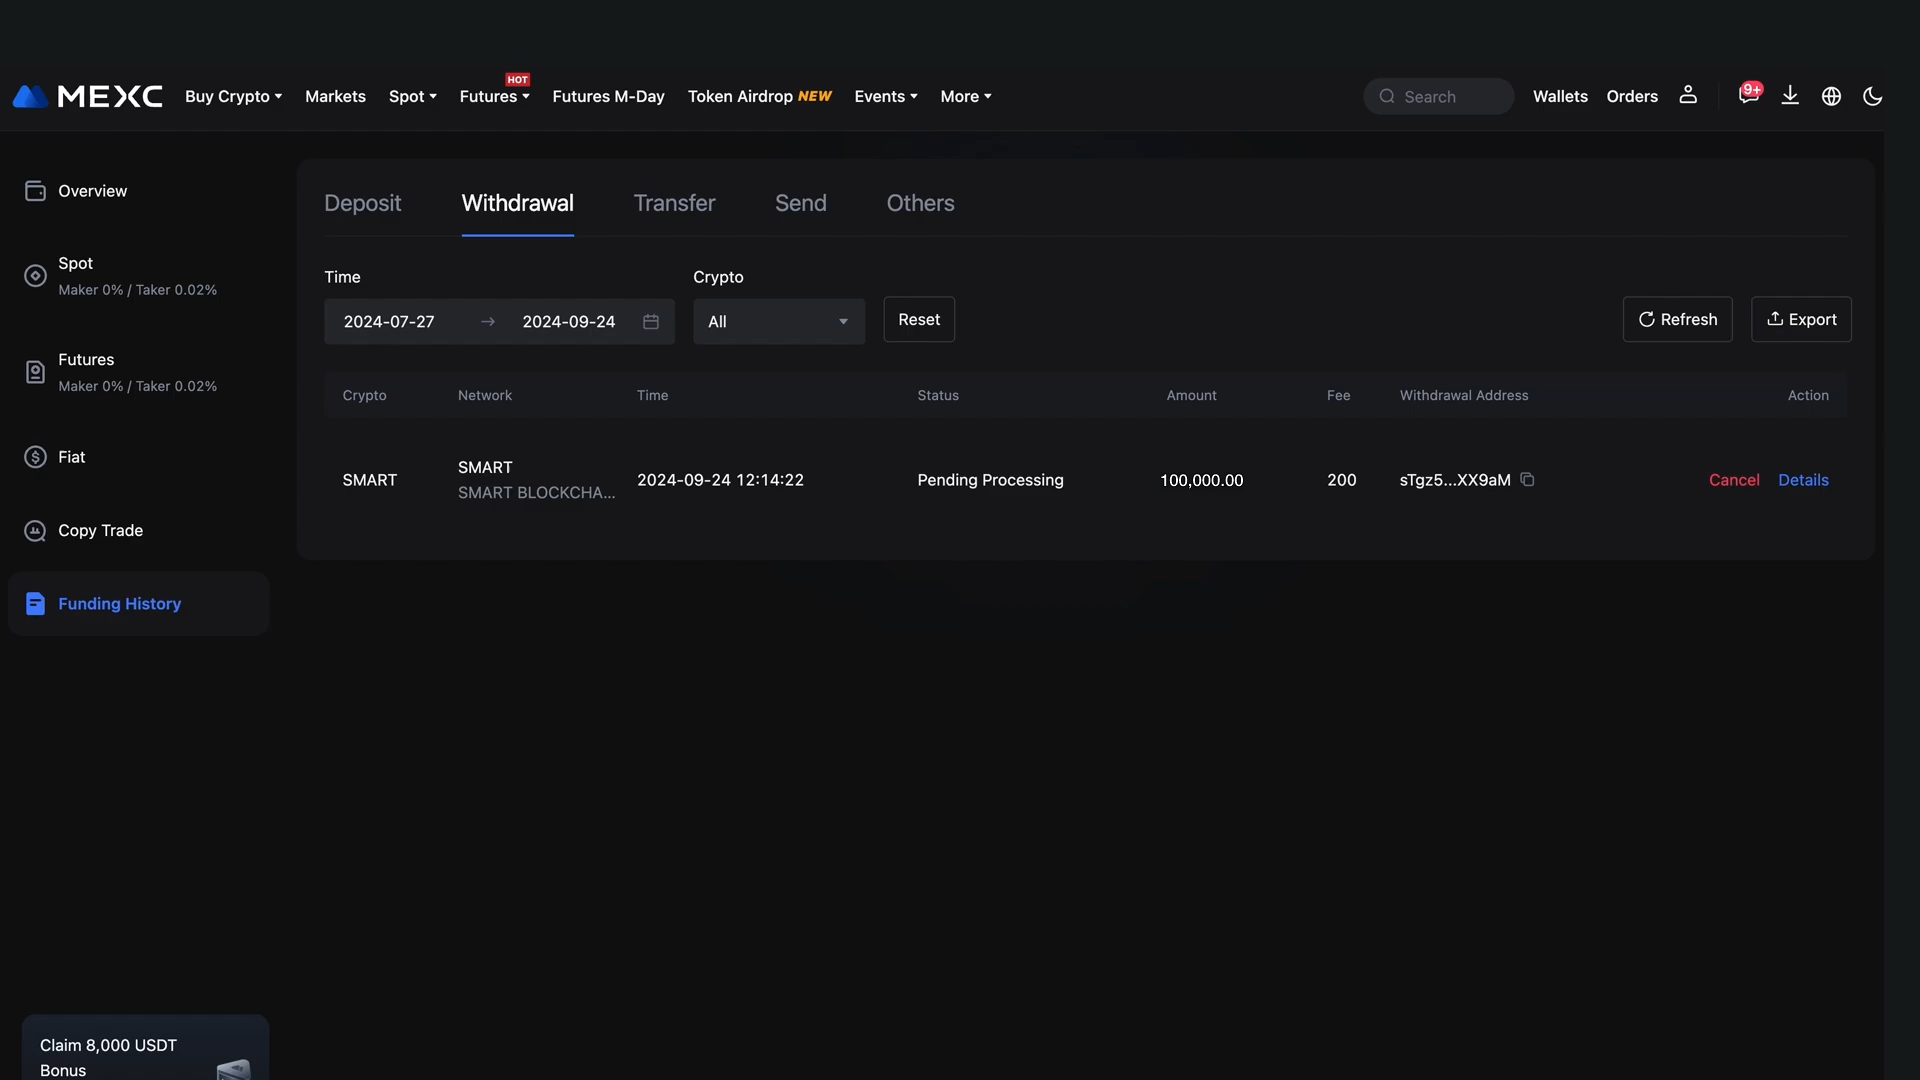 MEXC
Buy Crypto
Markets
Spot
Futures
HOT
Futures M-Day
Token Airdrop NEW
Events
More
Search
Wallets
Orders
9+
Overview
Spot
Maker 0% / Taker 0.02%
Futures
Maker 0% / Taker 0.02%
Fiat
Copy Trade
Funding History
Claim 8,000 USDT
Bonus
Deposit Withdrawal Transfer Send Others
Time
2024-07-27 → 2024-09-24
Crypto
All
Reset
Refresh
Export
Crypto Network Time Status Amount Fee Withdrawal Address Action
SMART
SMART
SMART BLOCKCHA...
2024-09-24 12:14:22
Pending Processing
100,000.00
200
sTgz5...XX9aM
Cancel
Details